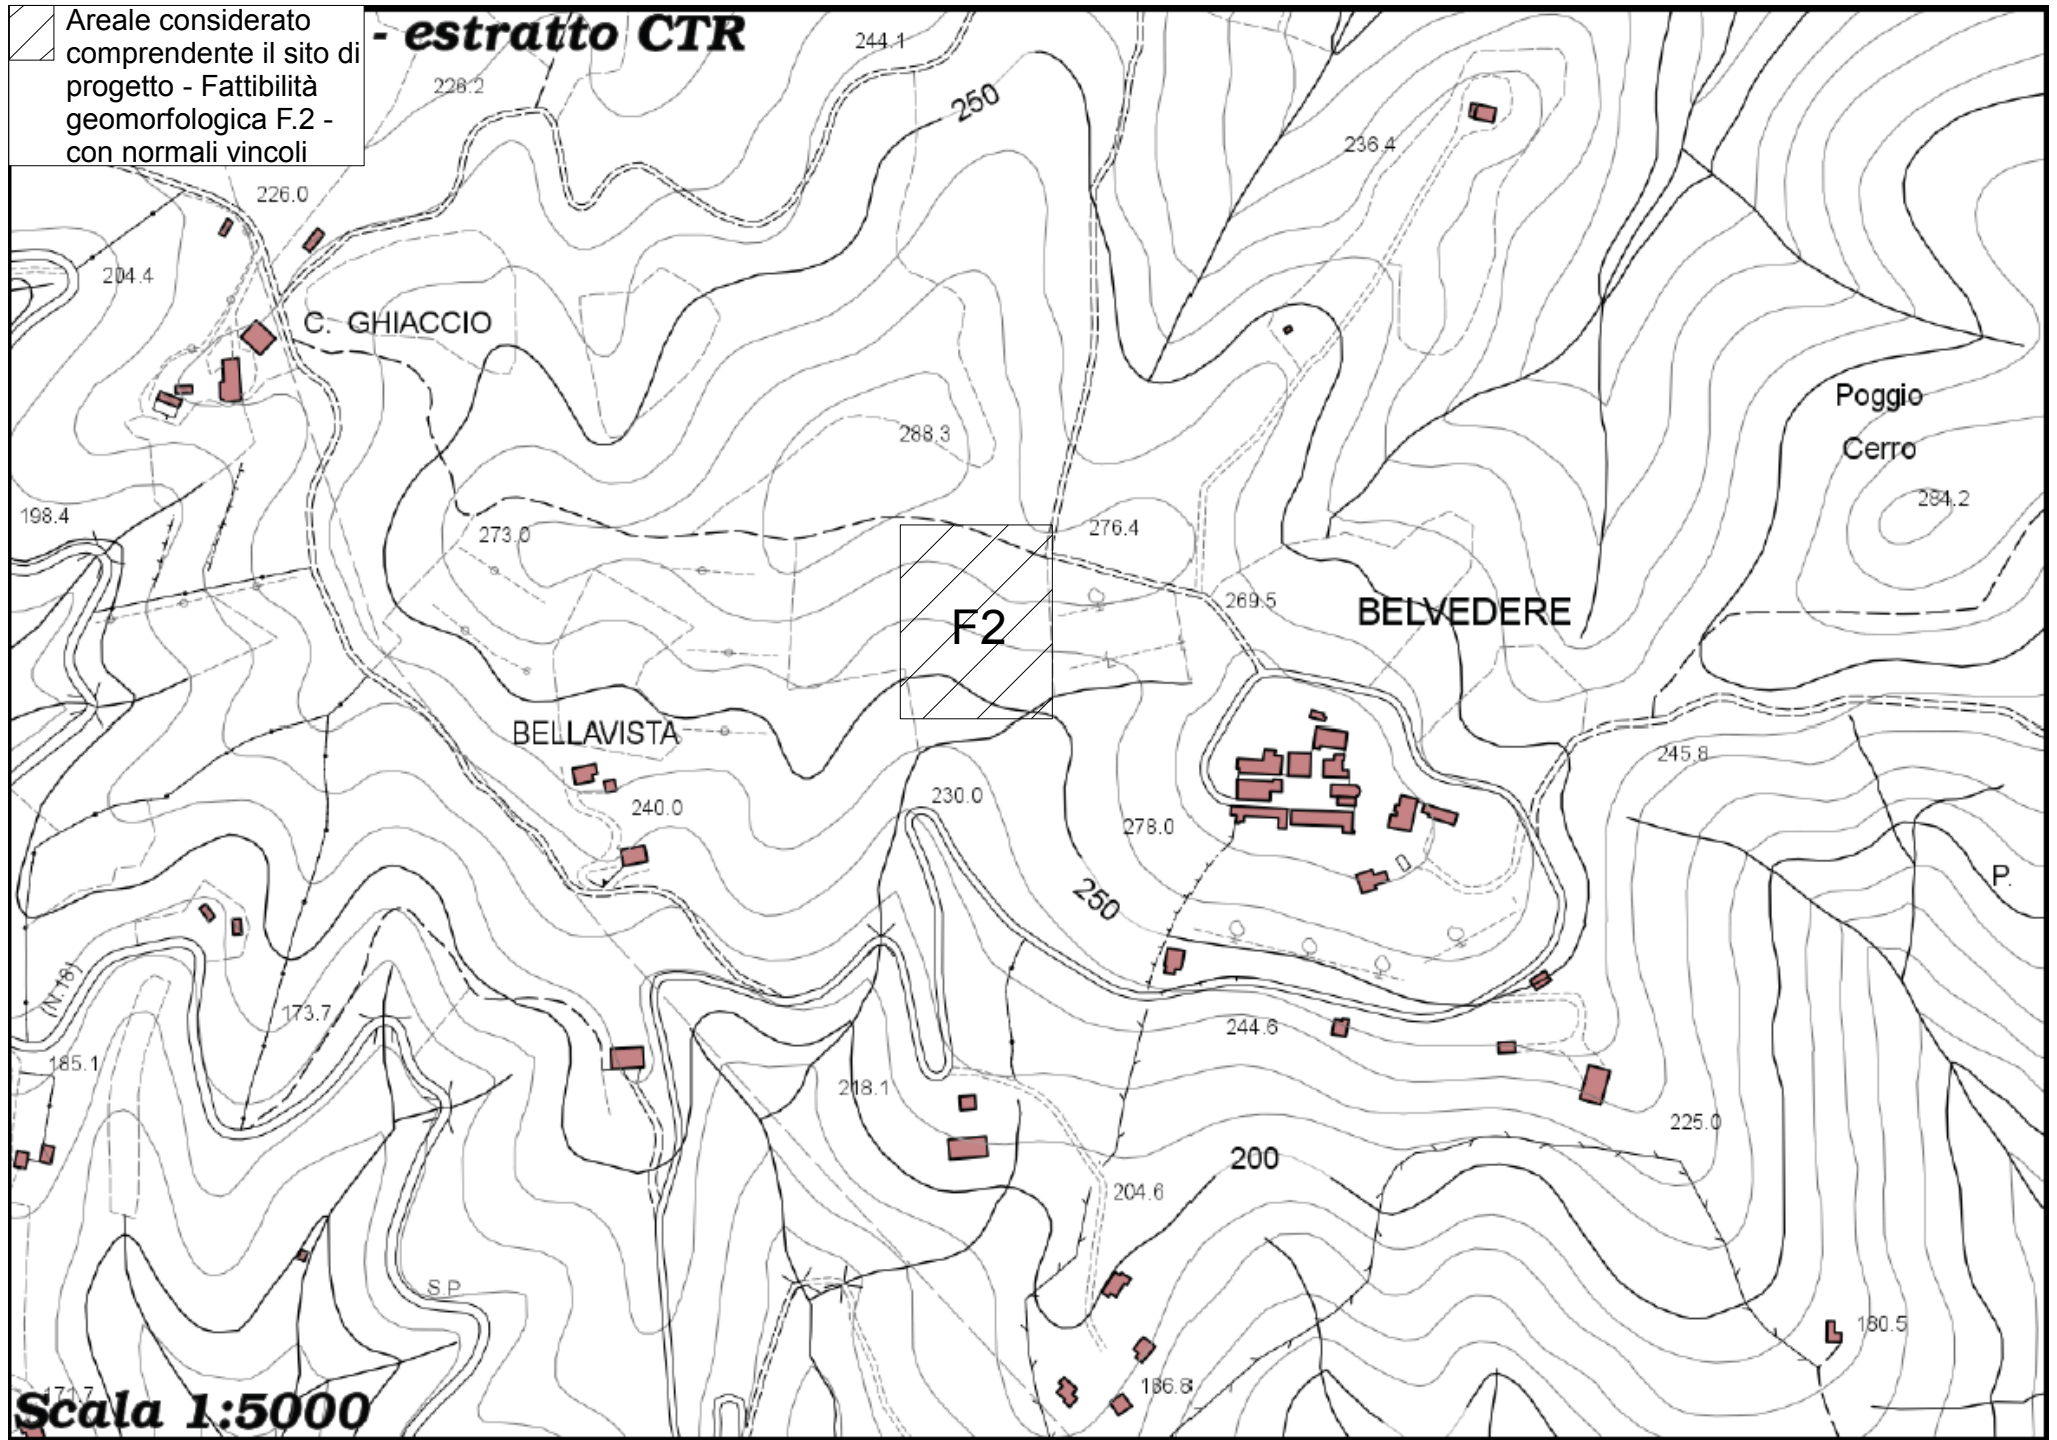 Areale considerato
comprendente il sito di
progetto - Fattibilità
geomorfologica F.2 -
con normali vincoli
- estratto CTR
244.1
226.2
250
236.4
226.0
204.4
C. GHIACCIO
Poggio
Cerro
288.3
284.2
198.4
273.0
276.4
269.5
BELVEDERE
F2
BELLAVISTA
245.8
240.0
230.0
278.0
250
P.
(N.18)
173.7
244.6
185.1
218.1
225.0
200
204.6
S.P
180.5
186.8
171.7
Scala 1:5000